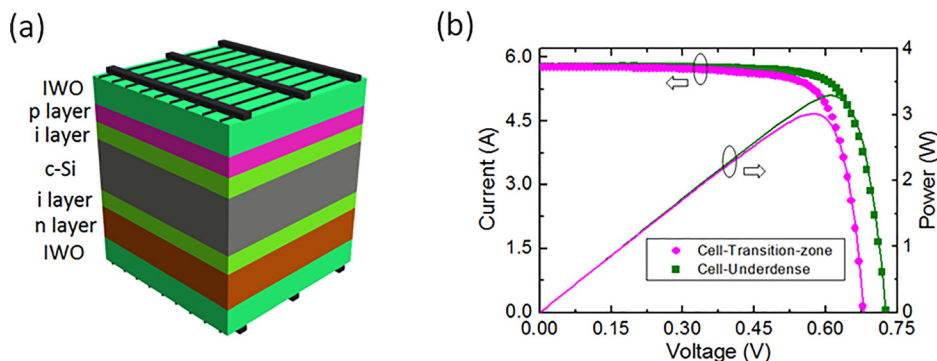 (a)
IWO
p layer
i layer
c-Si
i layer
n layer
IWO
(b)
Current (A)
6.0
4.5
3.0
1.5
0.0
Cell-Transition-zone
Cell-Underdense
0.00 0.15 0.30 0.45 0.60 0.75
Voltage (V)
4
3
2
1
0
Power (W)